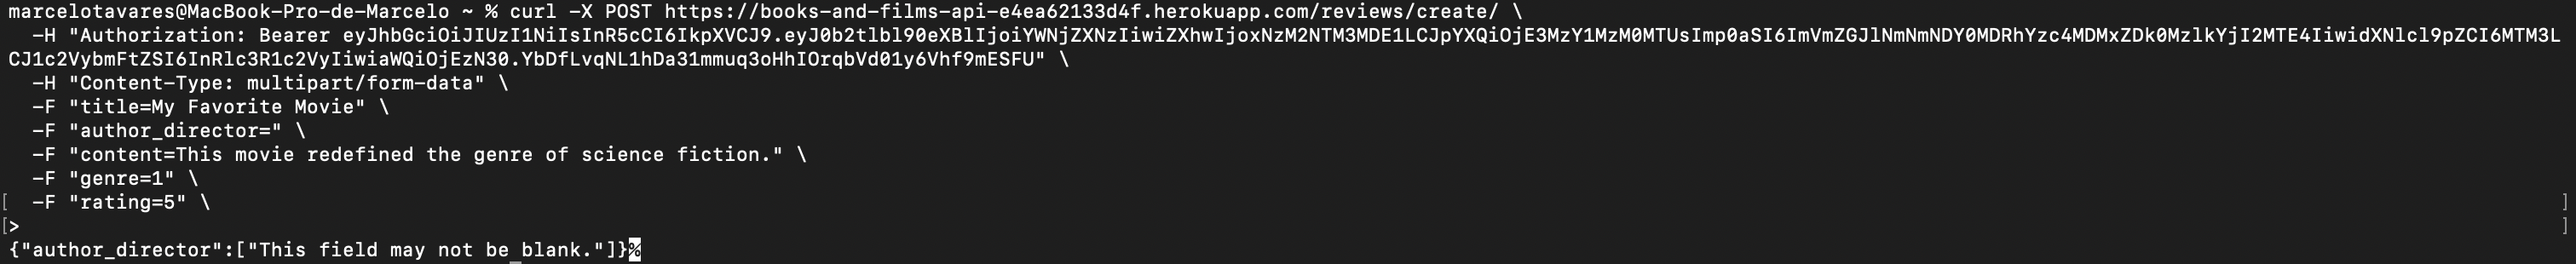 marcelotavares@MacBook-Pro-de-Marcelo ~ % curl -X POST https://books-and-films-api-e4ea62133d4f.herokuapp.com/reviews/create/ \
-H "Authorization: Bearer eyJhbGciOiJIUzI1NiIsInR5cCI6IkpXVCJ9.eyJ0b2tlbl90eXBlIjoiYWNjZXNzIiwiZXhwIjoxNzM2NTM3MDE1LCJpYXQiOjE3MzY1MzM0MTUsImp0aSI6ImVmZGJlNmNmNDY0MDRhYzc4MDMxZDk0MzlkYjI2MTE4IiwidXNlcl9pZCI6MTM3L
CJ1c2VybmFtZSI6InRlc3R1c2VyIiwiaWQiOjEzN30.YbDfLvqNL1hDa31mmuq3oHhIOrqbVd01y6Vhf9mESFU" \
-H "Content-Type: multipart/form-data" \
-F "title=My Favorite Movie" \
-F "author_director=" \
-F "content=This movie redefined the genre of science fiction." \
-F "genre=1" \
[ -F "rating=5" \ ]
[> ]
{"author_director":["This field may not be blank."]}%